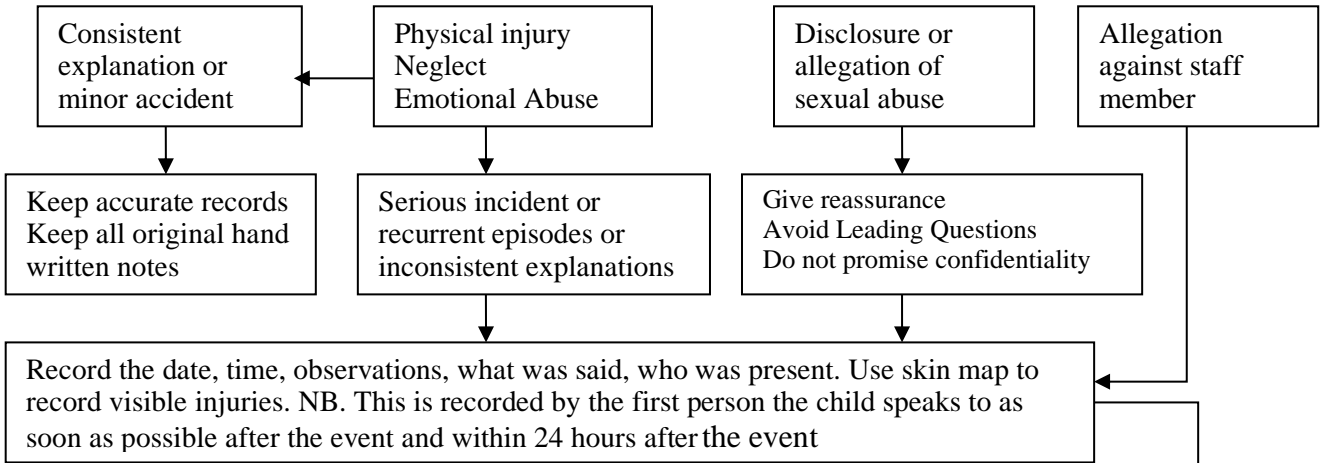 Consistent
explanation or
minor accident
Physical injury
Neglect
Emotional Abuse
Disclosure or
allegation of
sexual abuse
Allegation
against staff
member
Keep accurate records
Keep all original hand
written notes
Serious incident or
recurrent episodes or
inconsistent explanations
Give reassurance
Avoid Leading Questions
Do not promise confidentiality
Record the date, time, observations, what was said, who was present. Use skin map to
record visible injuries. NB. This is recorded by the first person the child speaks to as
soon as possible after the event and within 24 hours after the event